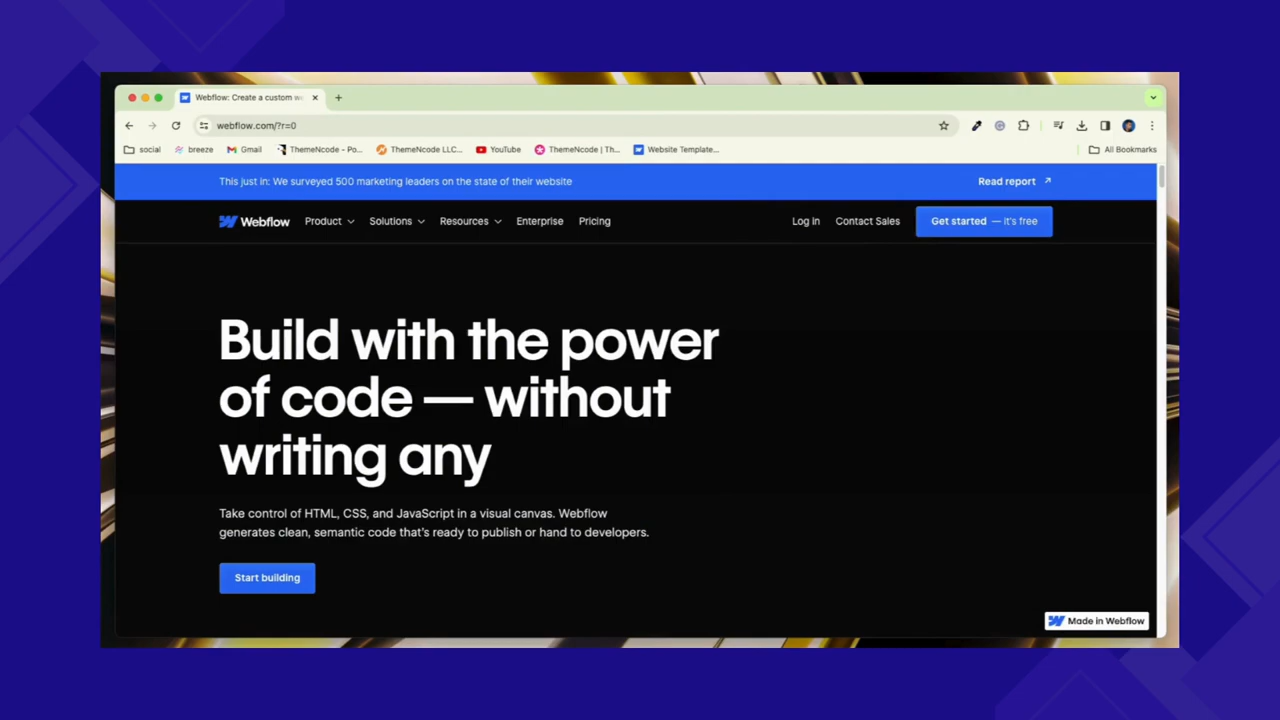 Webflow: Create a custom we
webflow.com/?r=0
social
breeze
Gmail
ThemeNcode - Po...
ThemeNcode LLC...
YouTube
ThemeNcode | Th...
Website Template...
All Bookmarks
This just in: We surveyed 500 marketing leaders on the state of their website
Read report
Webflow
Product
Solutions
Resources
Enterprise
Pricing
Log in
Contact Sales
Get started — it's free
Build with the power
of code — without
writing any
Take control of HTML, CSS, and JavaScript in a visual canvas. Webflow
generates clean, semantic code that's ready to publish or hand to developers.
Start building
Made in Webflow